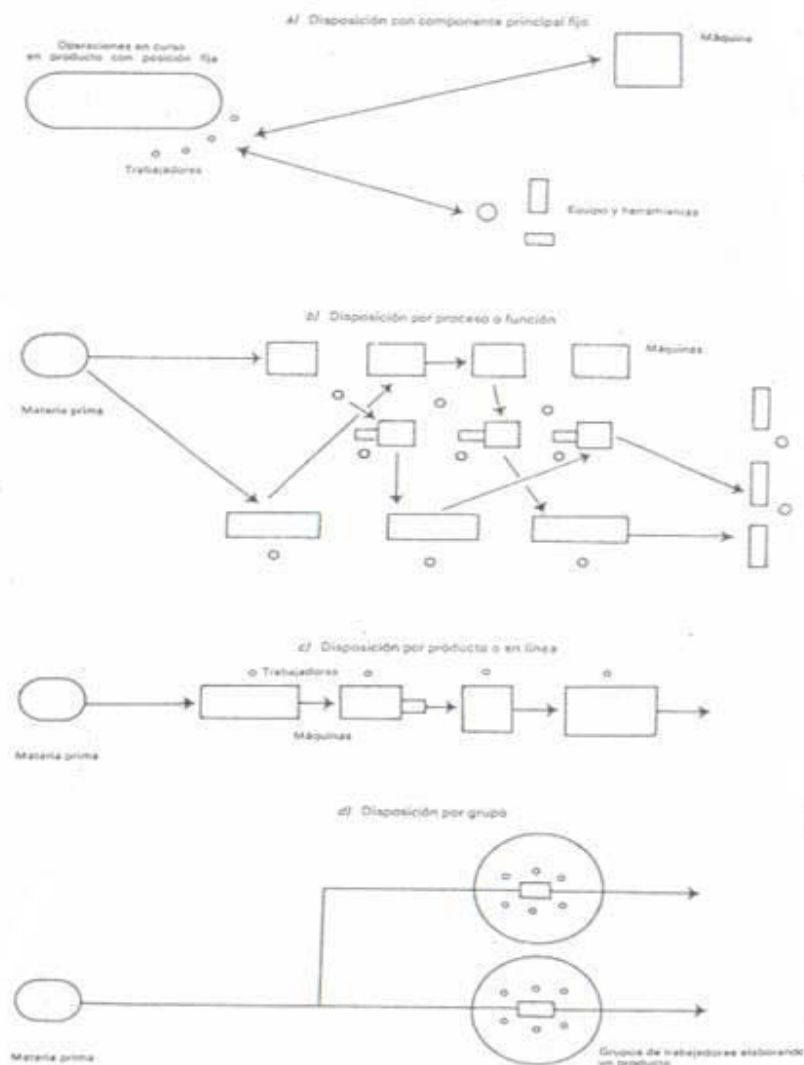 a) Disposición con componente principal fijo
Operaciones en curso
en producto con posición fija
Máquina
Trabajadores
Equipo y herramientas
b) Disposición por proceso o función
Máquinas
Materia prima
c) Disposición por producto o en línea
Trabajadores
Máquinas
Materia prima
d) Disposición por grupo
Materia prima
Grupos de trabajadores elaborando
un producto